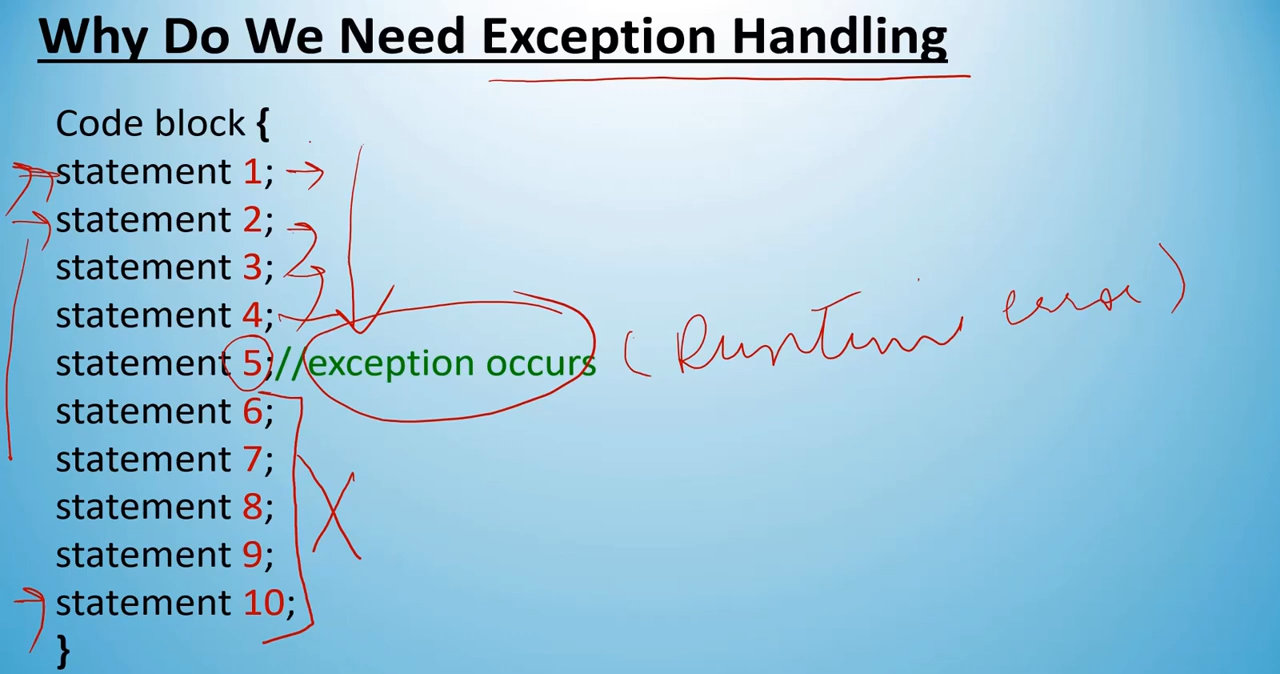 Why Do We Need Exception Handling
Code block {
statement 1;
statement 2;
statement 3;
statement 4;
statement 5;//exception occurs (Runtime error)
statement 6;
statement 7;
statement 8;
statement 9;
statement 10;
}